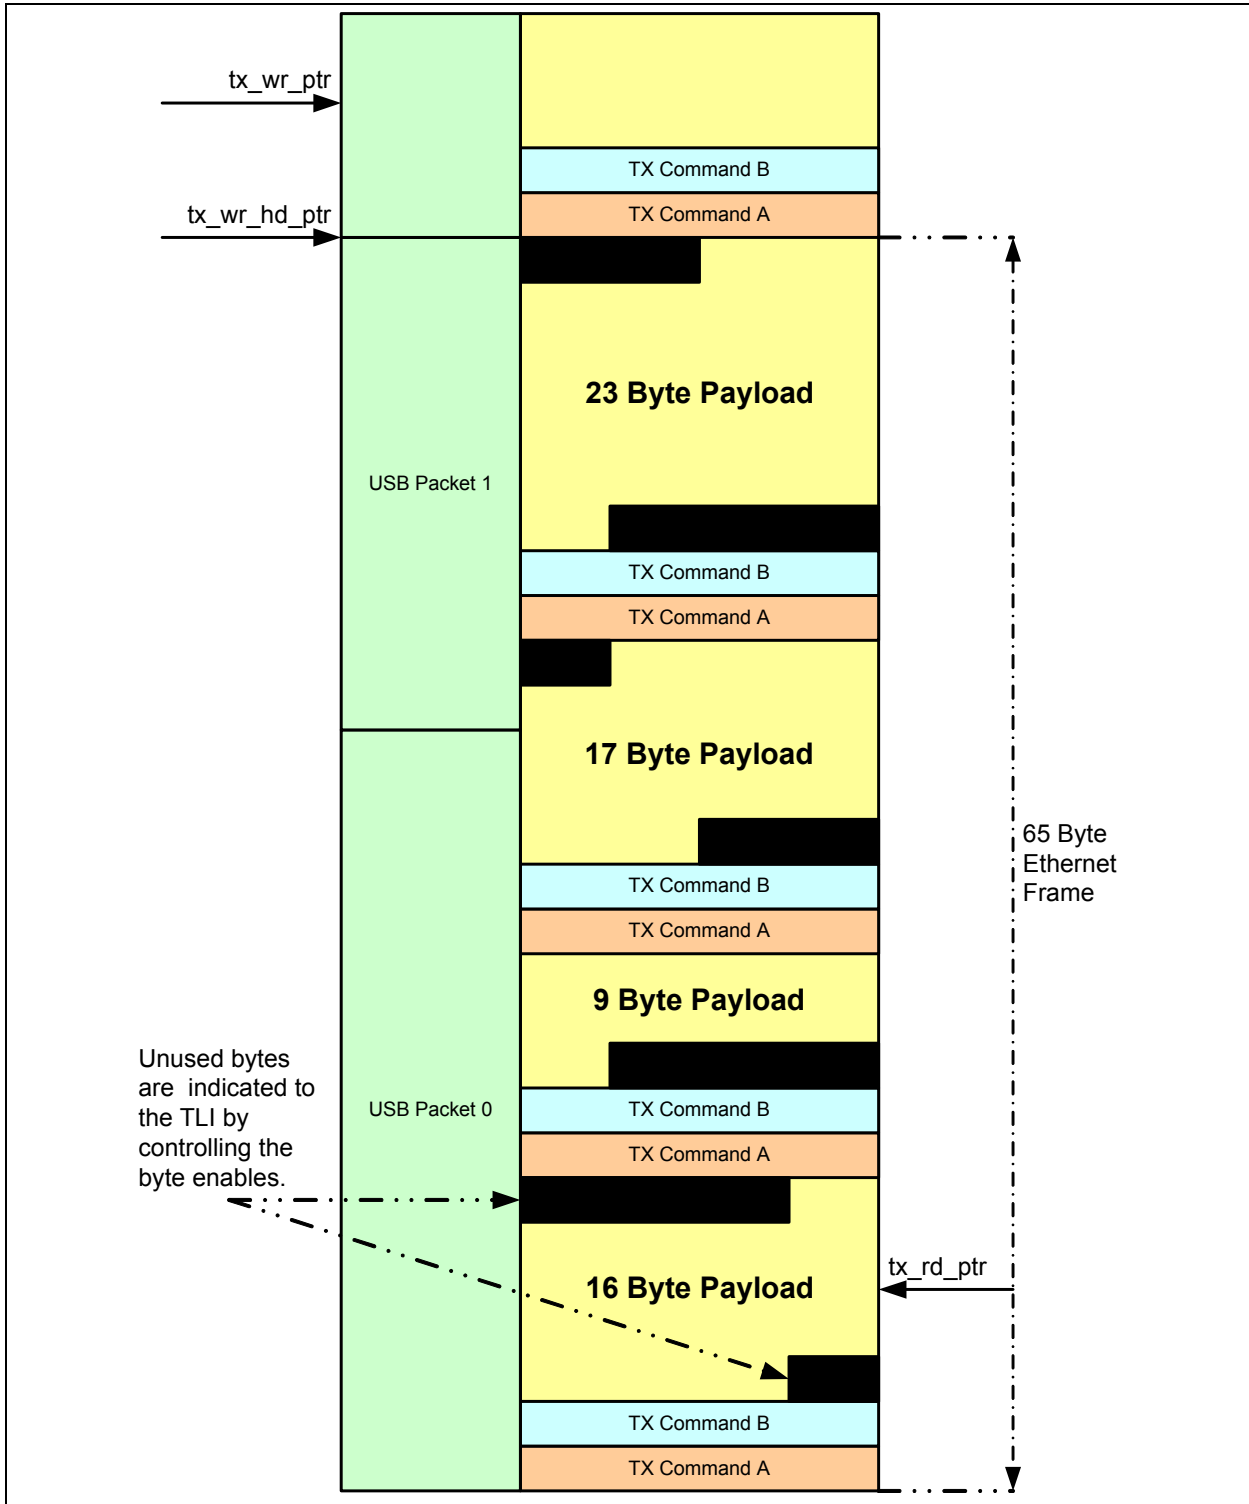 tx_wr_ptr
TX Command B
tx_wr_hd_ptr
TX Command A
23 Byte Payload
USB Packet 1
TX Command B
TX Command A
17 Byte Payload
65 Byte
Ethernet
Frame
TX Command B
TX Command A
9 Byte Payload
Unused bytes
are indicated to
the TLI by
controlling the
byte enables.
USB Packet 0
TX Command B
TX Command A
tx_rd_ptr
16 Byte Payload
TX Command B
TX Command A